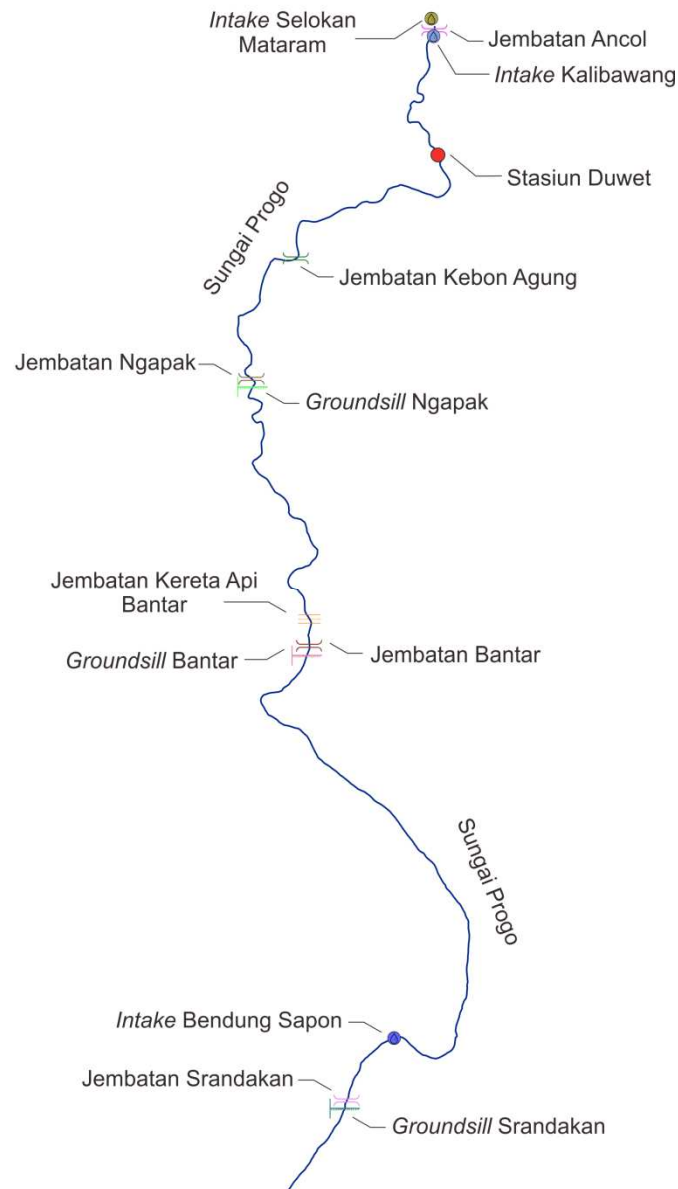 Intake Selokan
Mataram
Jembatan Ancol
Intake Kalibawang
Stasiun Duwet
Sungai Progo
Jembatan Kebon Agung
Jembatan Ngapak
Groundsill Ngapak
Jembatan Kereta Api
Bantar
Groundsill Bantar
Jembatan Bantar
Sungai Progo
Intake Bendung Sapon
Jembatan Srandakan
Groundsill Srandakan